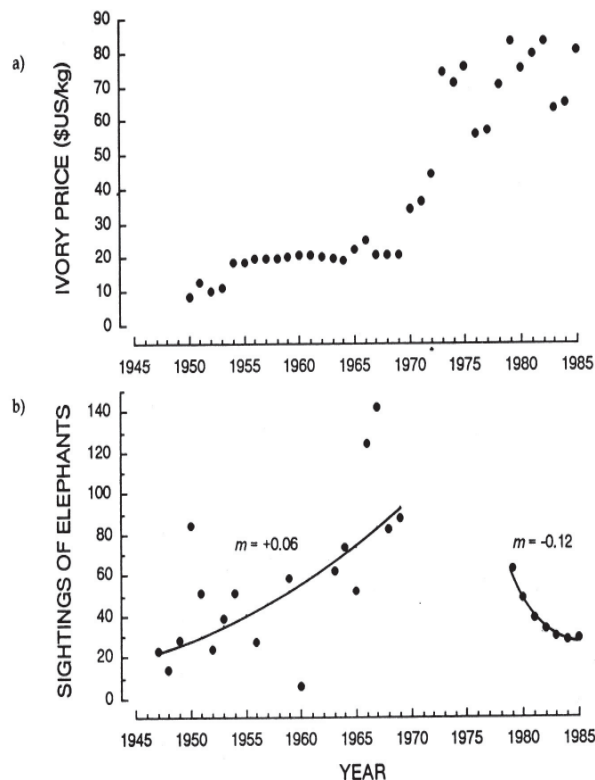 a)
IVORY PRICE ($US/kg)
90
80
70
60
50
40
30
20
10
0
1945 1950 1955 1960 1965 1970 1975 1980 1985
b)
SIGHTINGS OF ELEPHANTS
140
120
100
80
60
40
20
0
m = +0.06
m = -0.12
1945 1950 1955 1960 1965 1970 1975 1980 1985
YEAR